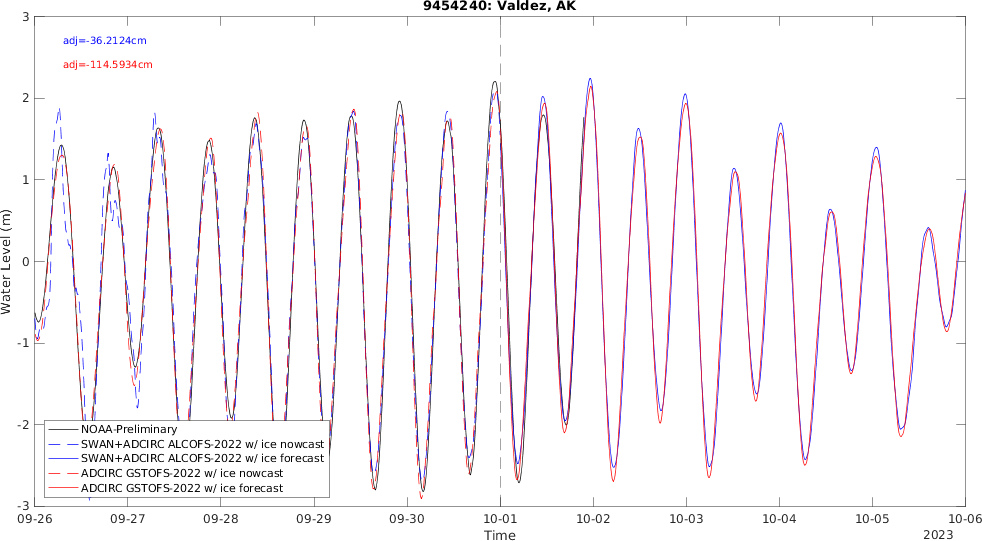 9454240: Valdez, AK
adj=-36.2124cm
adj=-114.5934cm
Water Level (m)
3
2
1
0
-1
-2
-3
NOAA-Preliminary
SWAN+ADCIRC ALCOFS-2022 w/ ice nowcast
SWAN+ADCIRC ALCOFS-2022 w/ ice forecast
ADCIRC GSTOFS-2022 w/ ice nowcast
ADCIRC GSTOFS-2022 w/ ice forecast
09-26 09-27 09-28 09-29 09-30 10-01 10-02 10-03 10-04 10-05 10-06
Time
2023